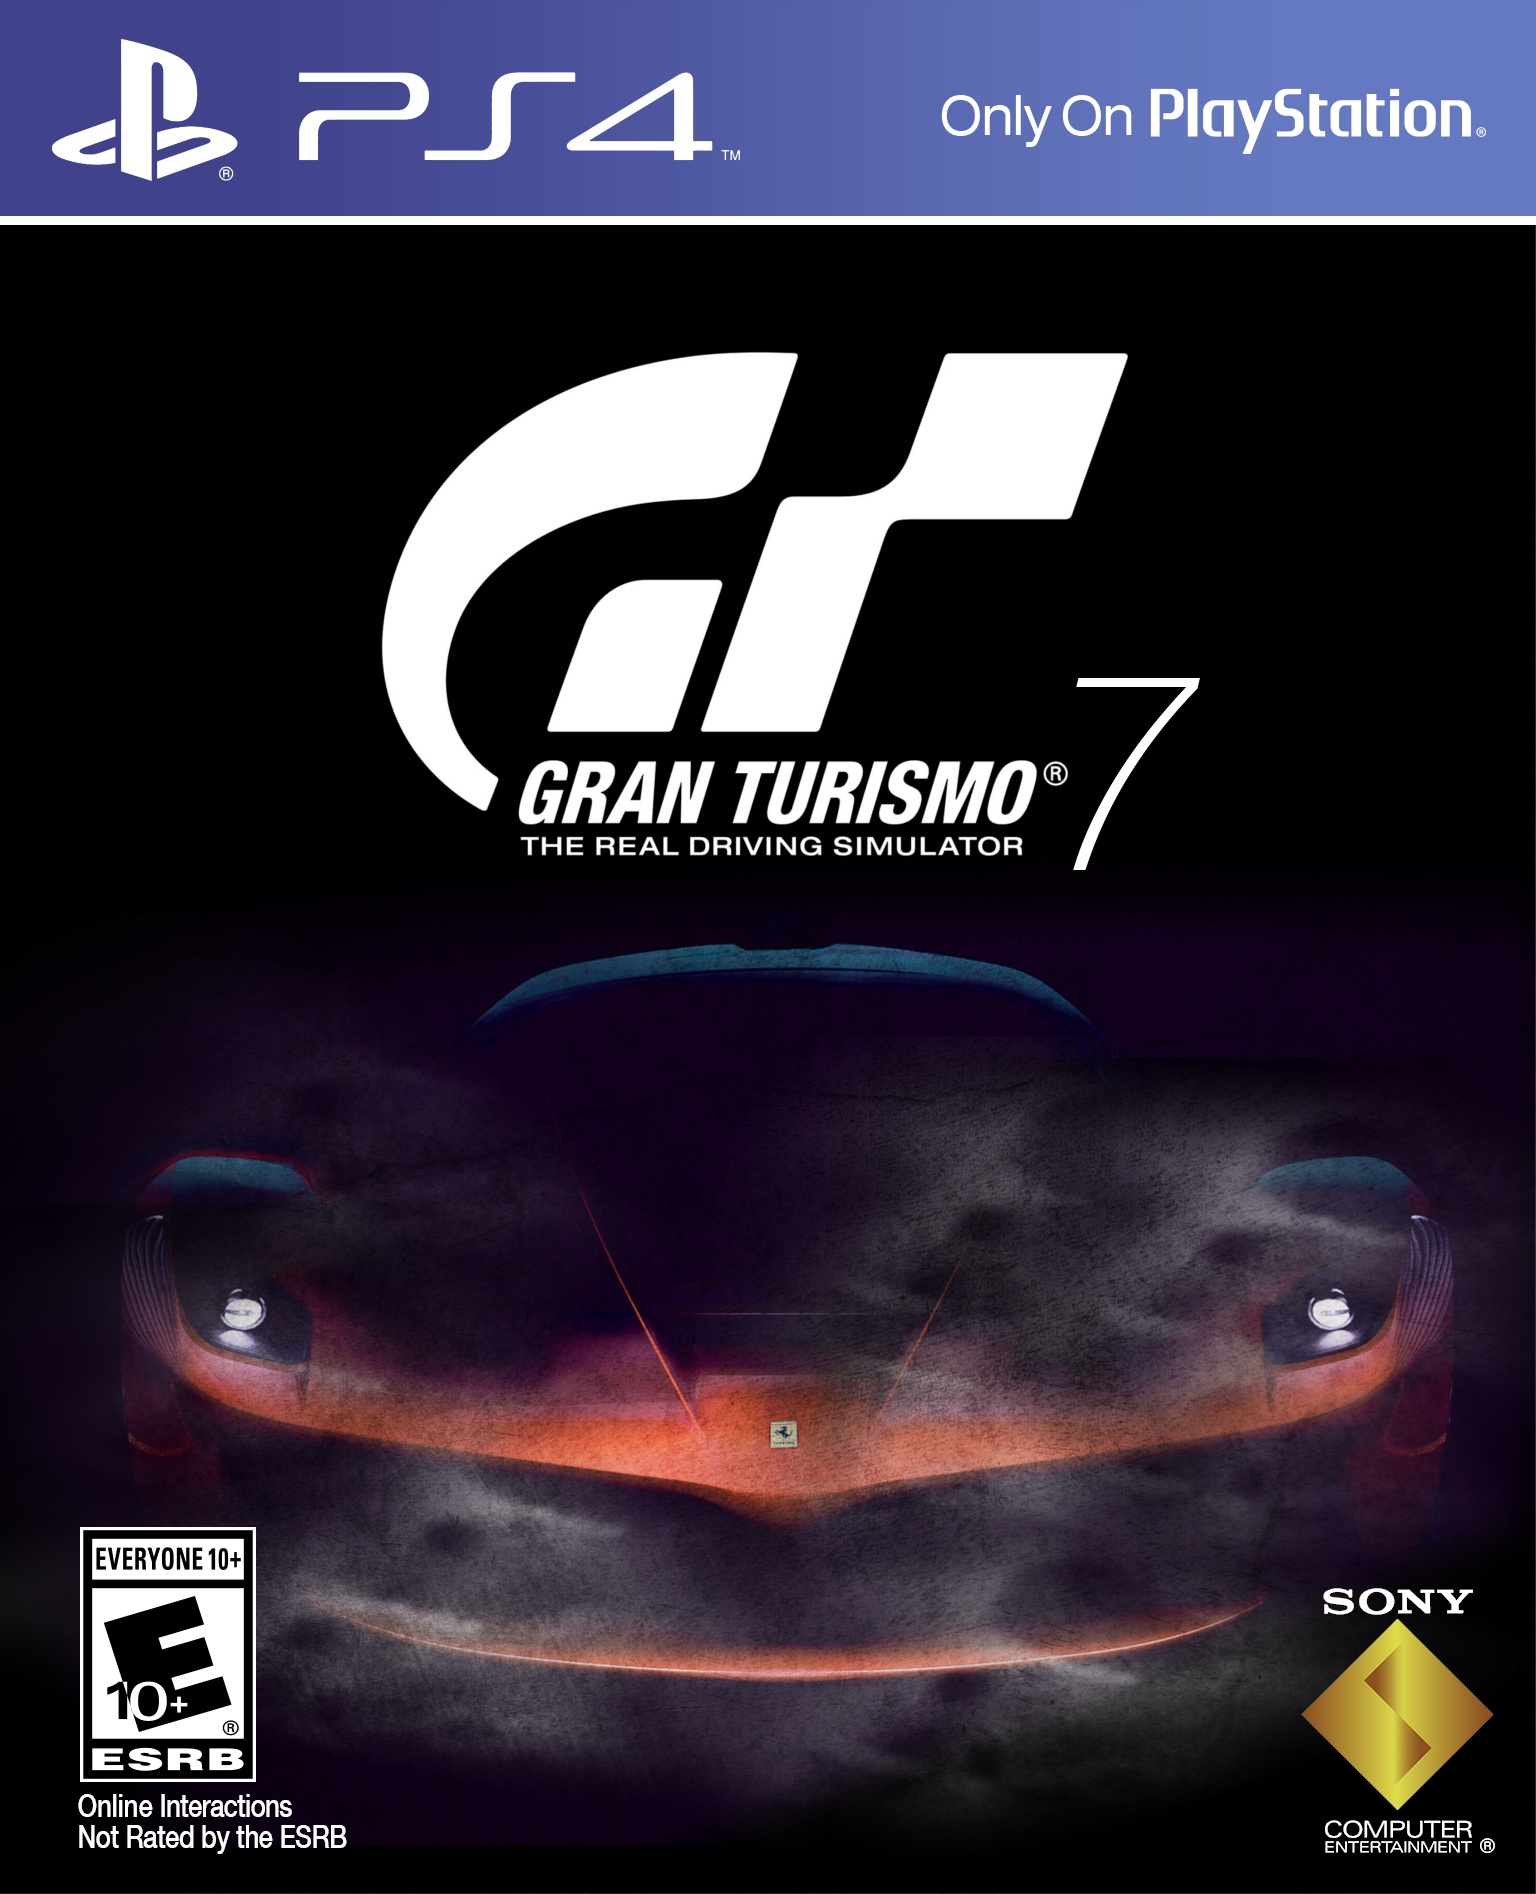 PS4™
Only On PlayStation®
GRAN TURISMO® 7
THE REAL DRIVING SIMULATOR
EVERYONE 10+
E
10+
®
ESRB
Online Interactions
Not Rated by the ESRB
SONY
COMPUTER
ENTERTAINMENT ®